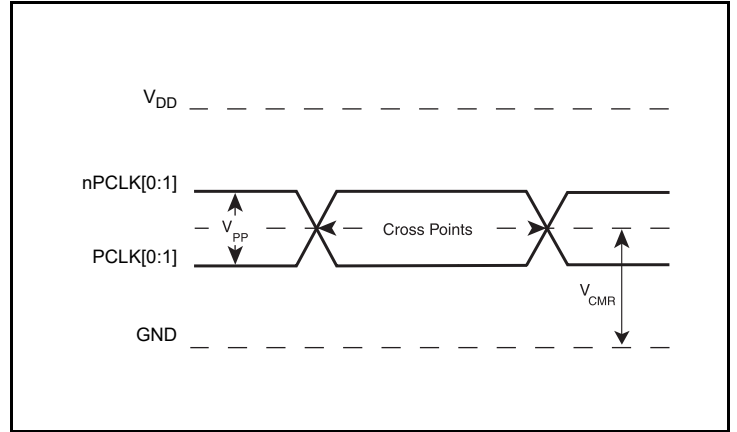 VDD
nPCLK[0:1]
VPP
Cross Points
PCLK[0:1]
VCMR
GND